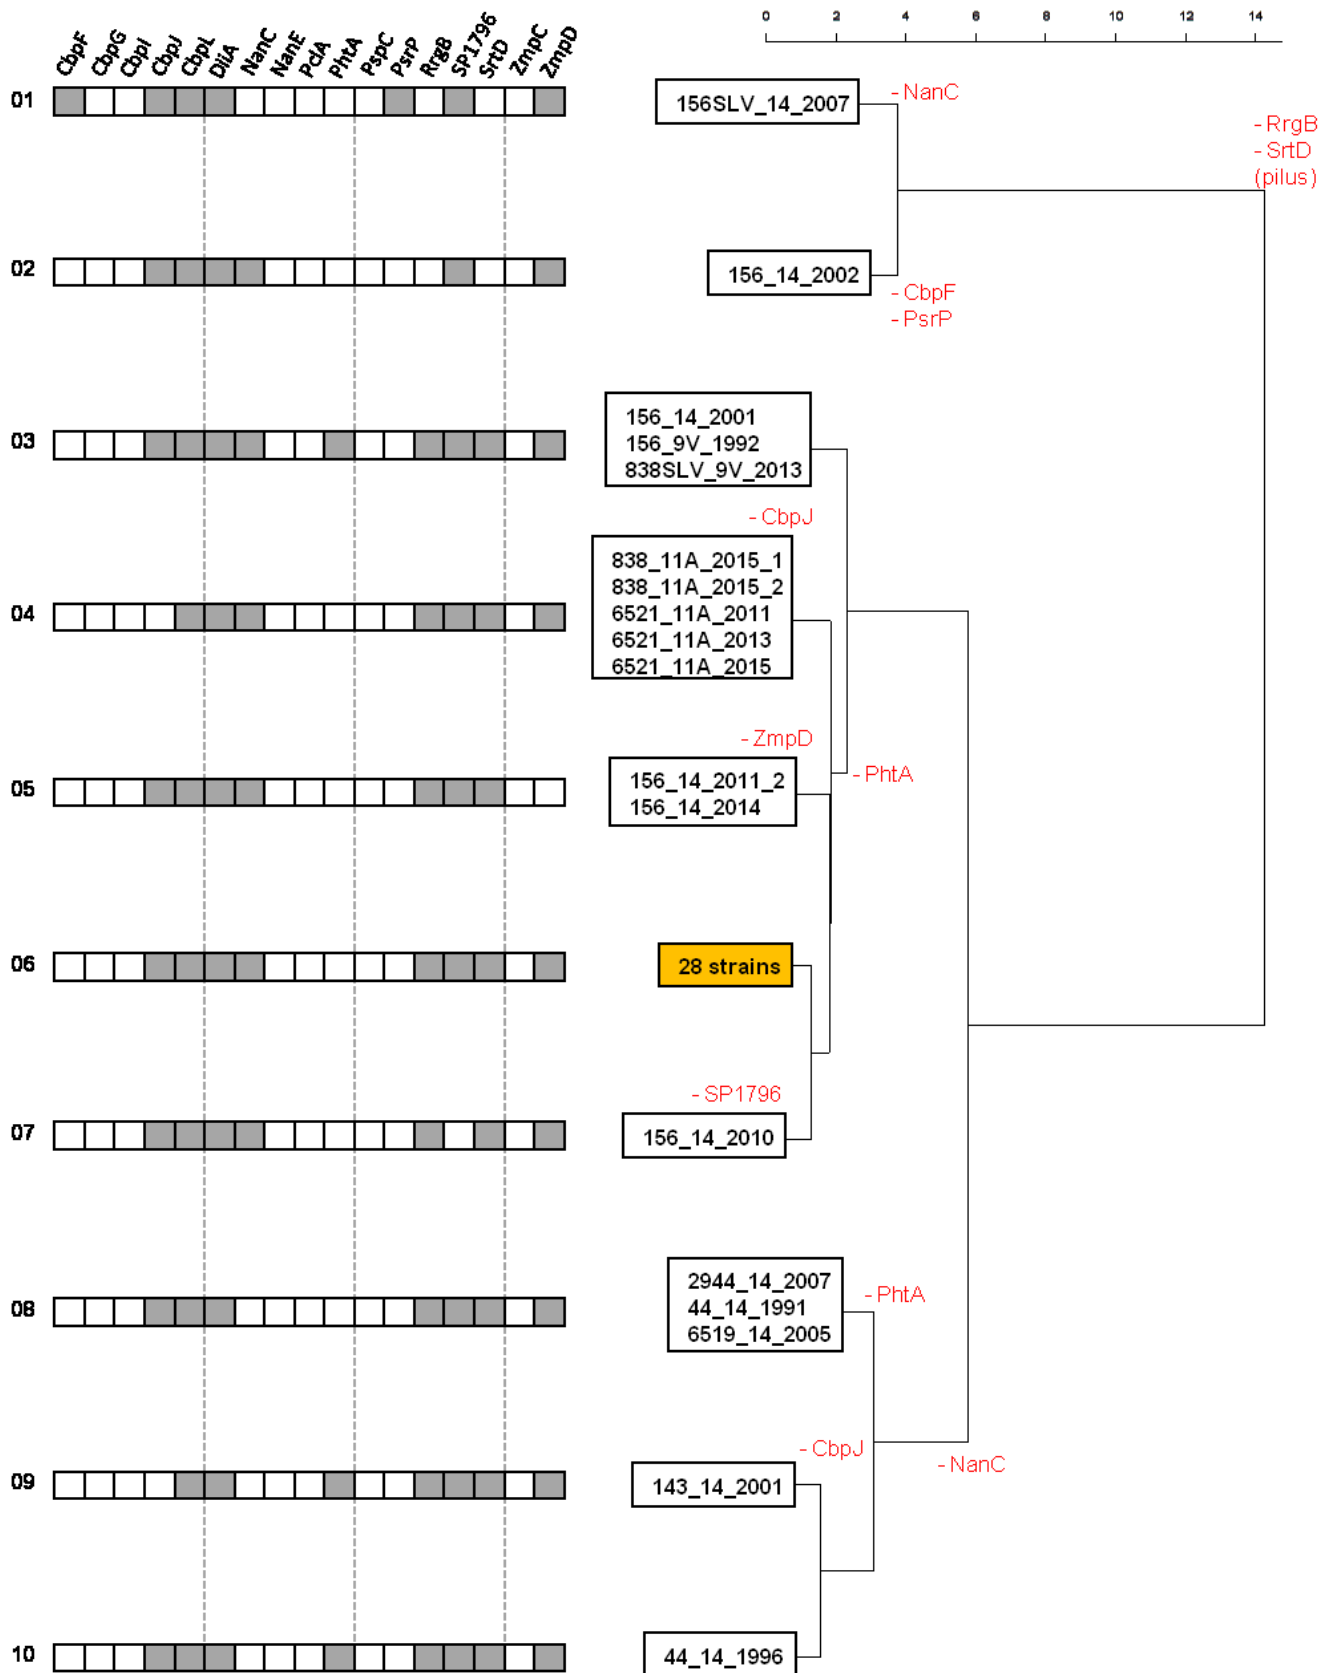 CbpF CbpG CbpI CbpJ CbpL DiiA NanC NanE PclA PhtA PspC PsrP RrgB SP1796 SrtD ZmpC ZmpD
0 2 4 6 8 10 12 14
01
156SLV_14_2007
- NanC
- RrgB
- SrtD
(pilus)
02
156_14_2002
- CbpF
- PsrP
03
156_14_2001
156_9V_1992
838SLV_9V_2013
- CbpJ
04
838_11A_2015_1
838_11A_2015_2
6521_11A_2011
6521_11A_2013
6521_11A_2015
- ZmpD
- PhtA
05
156_14_2011_2
156_14_2014
06
28 strains
- SP1796
07
156_14_2010
08
2944_14_2007
44_14_1991
6519_14_2005
- PhtA
- CbpJ
- NanC
09
143_14_2001
10
44_14_1996